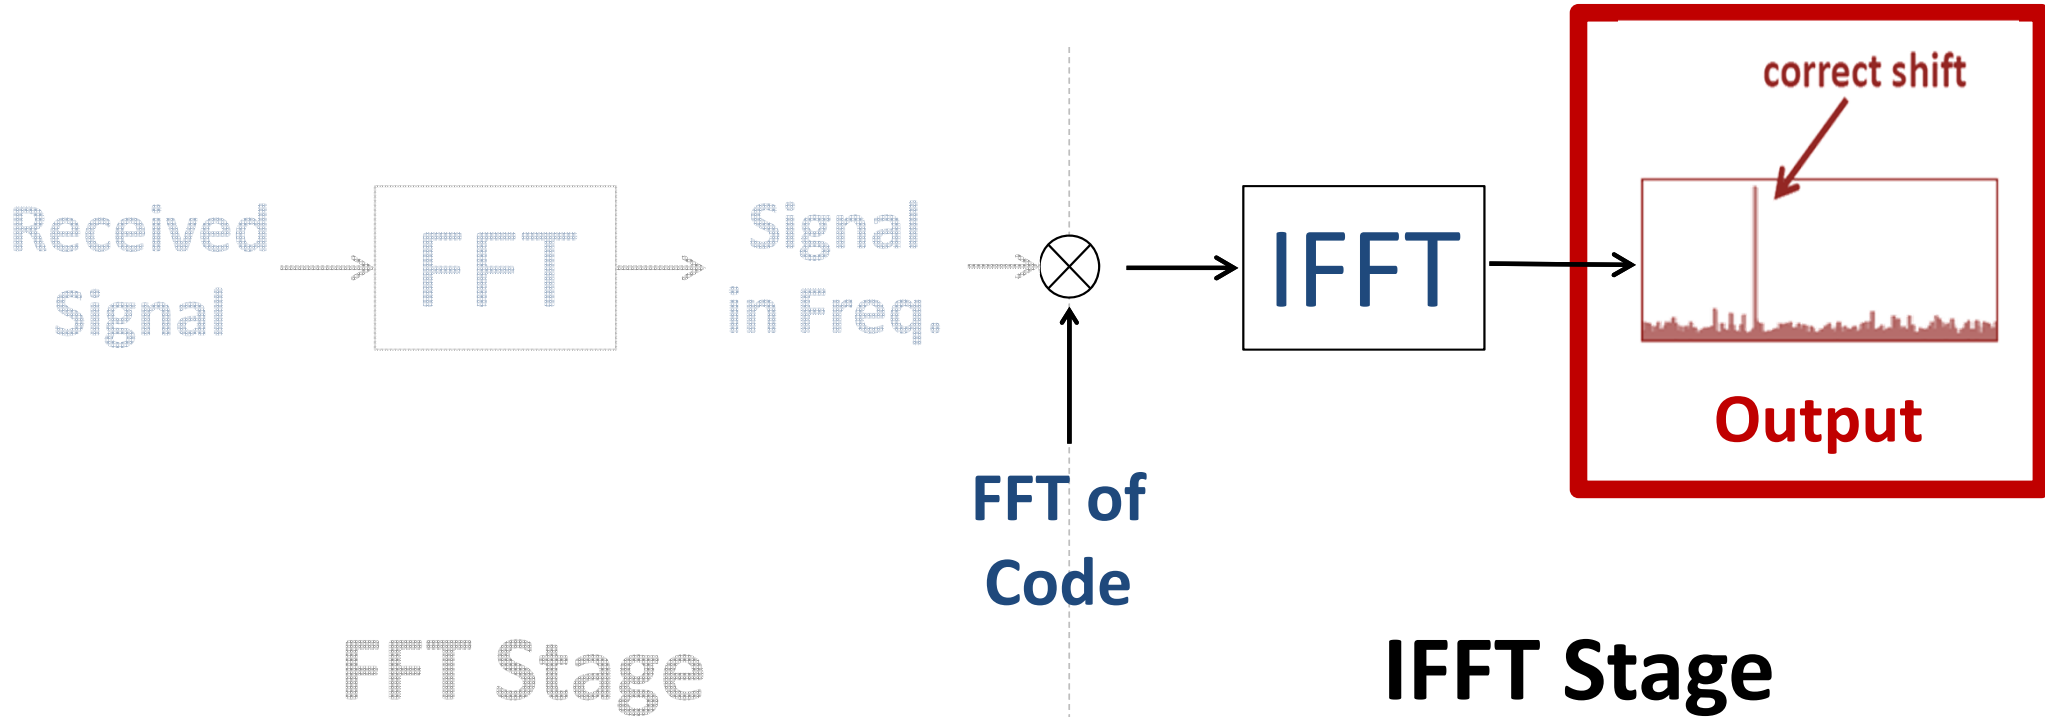 correct shift
Received
Signal
FFT
Signal
in Freq.
IFFT
Output
FFT of
Code
FFT Stage
IFFT Stage